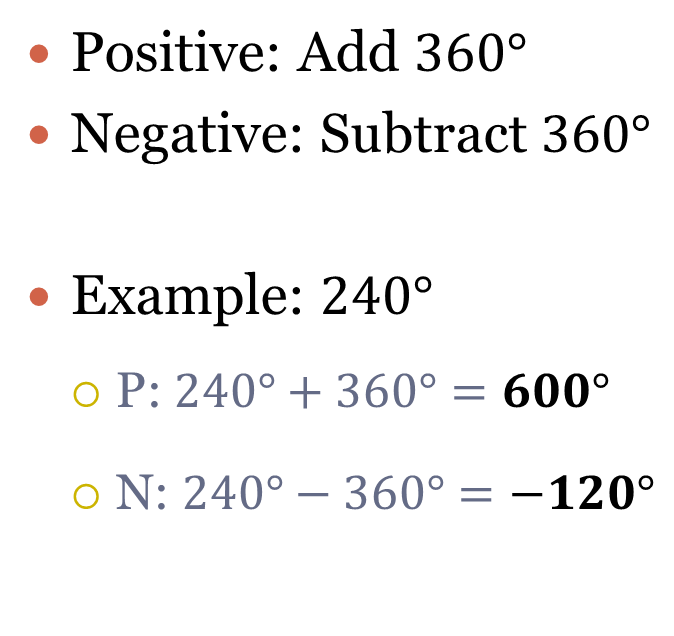 • Positive: Add 360°
• Negative: Subtract 360°
• Example: 240°
○ P: 240° + 360° = 600°
○ N: 240° − 360° = −120°